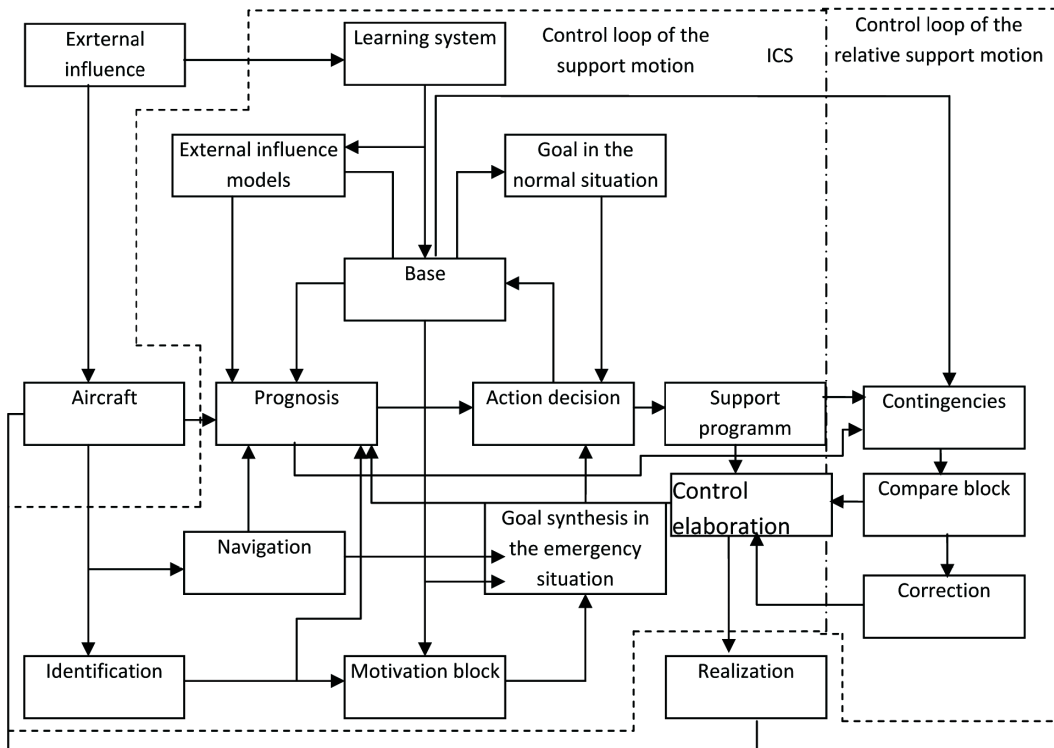 Exrternal
influence
Learning system
Control loop of the
support motion
ICS
Control loop of the
relative support motion
External influence
models
Goal in the
normal situation
Base
Aircraft
Prognosis
Action decision
Support
programm
Contingencies
Navigation
Goal synthesis in
the emergency
situation
Control
elaboration
Compare block
Correction
Identification
Motivation block
Realization